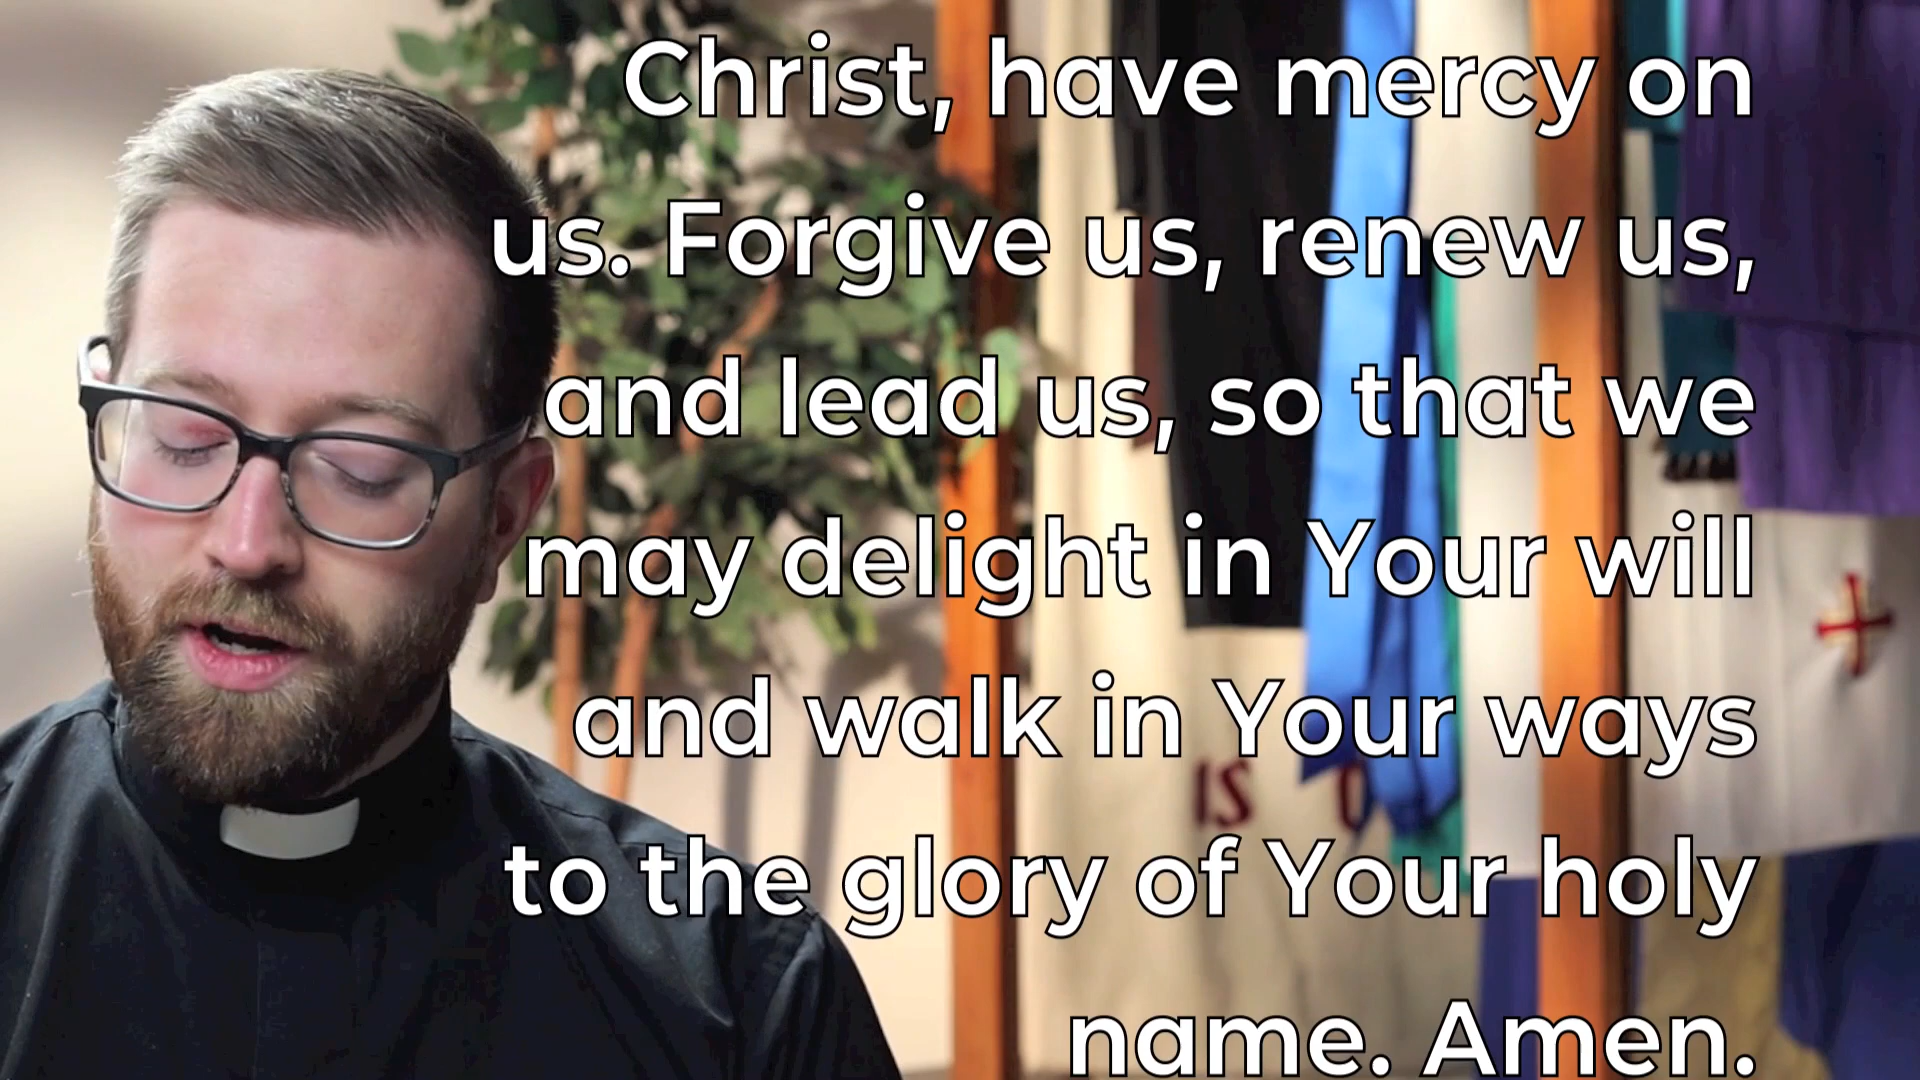 Christ, have mercy on
us. Forgive us, renew us,
and lead us, so that we
may delight in Your will
and walk in Your ways
to the glory of Your holy
name. Amen.
IS